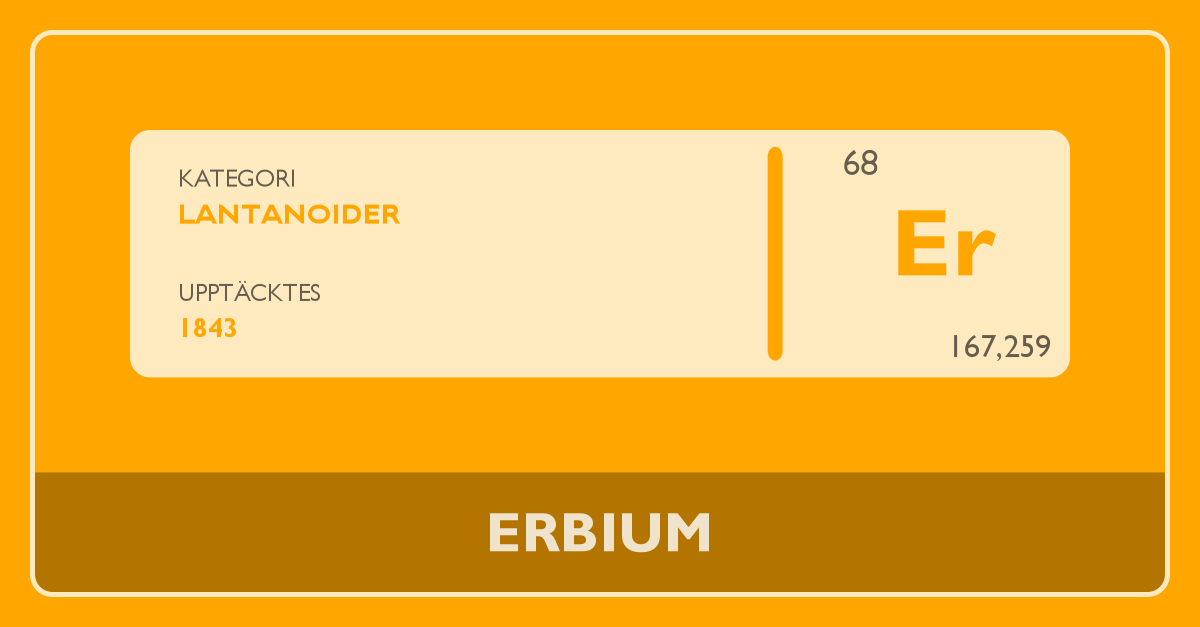 KATEGORI
LANTANOIDER
UPPTÄCKTES
1843
68
Er
167,259
ERBIUM